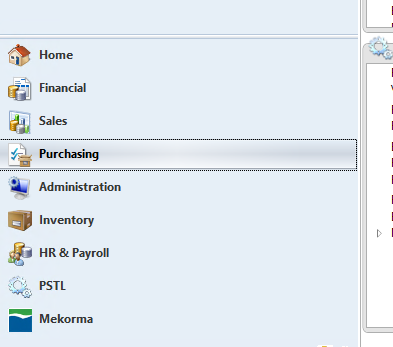 Home
Financial
Sales
Purchasing
Administration
Inventory
HR & Payroll
PSTL
Mekorma